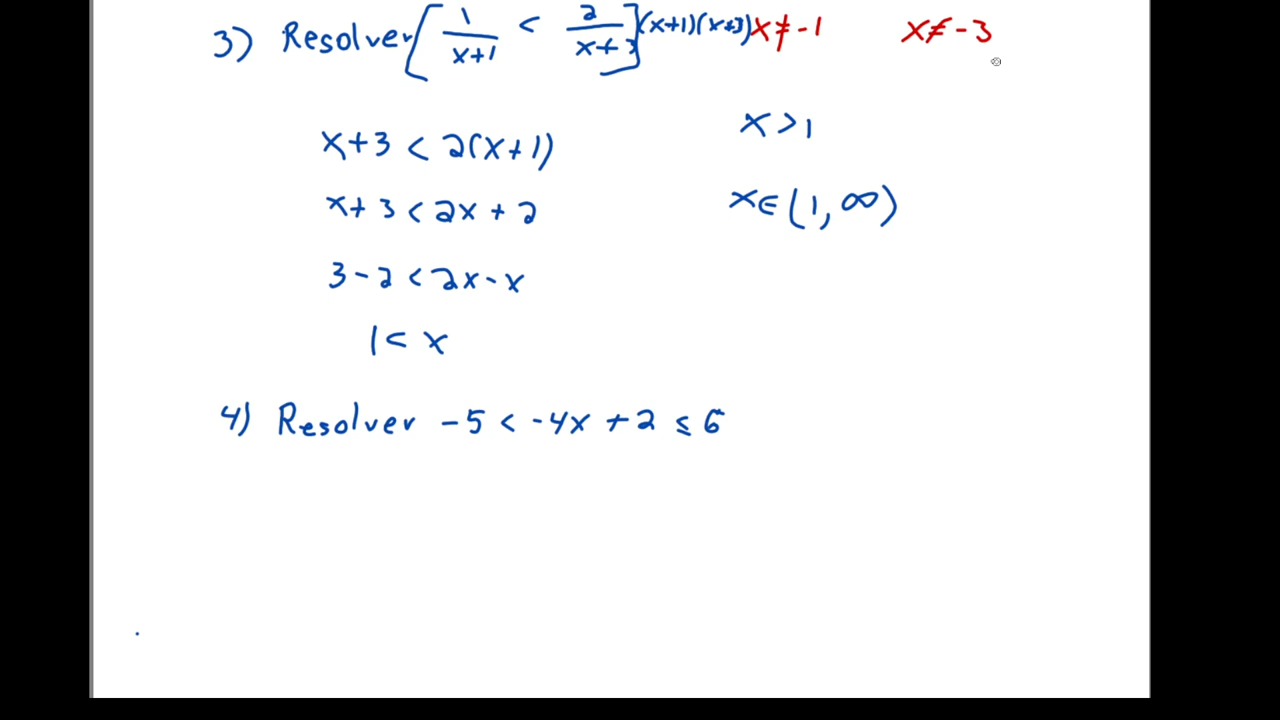 3) Resolver [ 1/(x+1) < 2/(x+3) ] (x+1)(x+3) x ≠ -1 x ≠ -3
x+3 < 2(x+1)
x > 1
x+3 < 2x + 2
x ∈ (1, ∞)
3 - 2 < 2x - x
1 < x
4) Resolver -5 < -4x + 2 ≤ 6